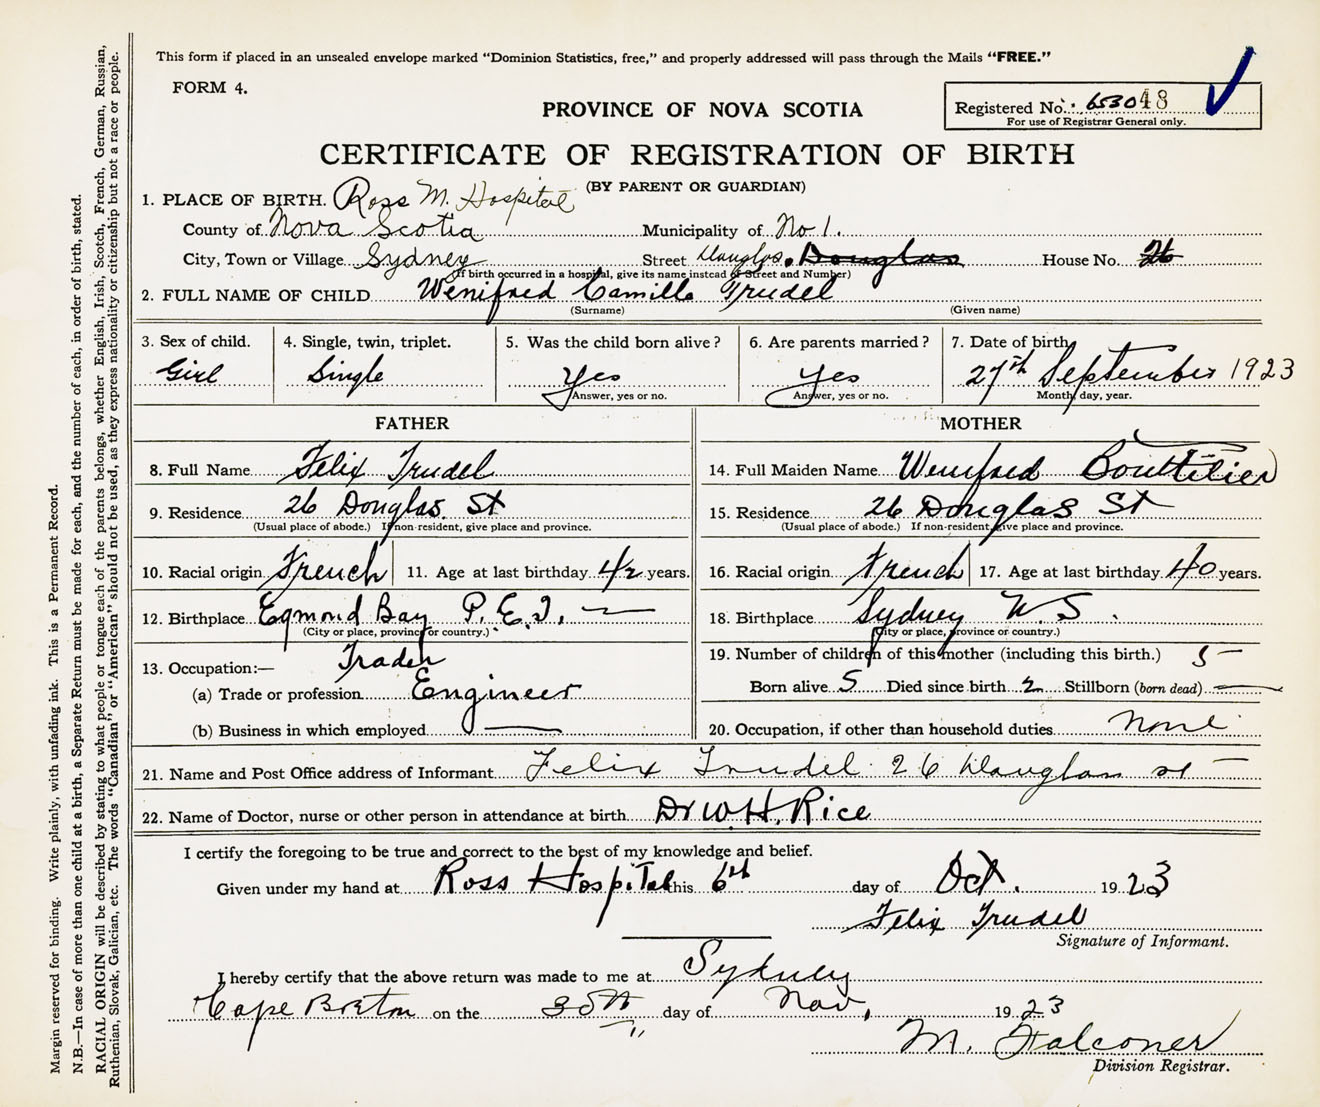 This form if placed in an unsealed envelope marked “Dominion Statistics, free,” and properly addressed will pass through the Mails “FREE.”
FORM 4.
Registered No. 653048
For use of Registrar General only.
PROVINCE OF NOVA SCOTIA
CERTIFICATE OF REGISTRATION OF BIRTH
(BY PARENT OR GUARDIAN)
1. PLACE OF BIRTH. Ross M. Hospital
County of Nova Scotia Municipality of No 1.
City, Town or Village Sydney Street Douglas. Douglas House No. 26
(If birth occurred in a hospital, give its name instead of Street and Number)
2. FULL NAME OF CHILD Wenifred Camilla Trudel
(Surname) (Given name)
3. Sex of child. 4. Single, twin, triplet. 5. Was the child born alive? 6. Are parents married? 7. Date of birth
Girl Single Yes Yes 27th September 1923
Answer, yes or no. Answer, yes or no. Month, day, year.
FATHER MOTHER
8. Full Name Felix Trudel 14. Full Maiden Name Wenifred Bouttilier
9. Residence 26 Douglas St 15. Residence 26 Douglas St
(Usual place of abode.) If non-resident, give place and province. (Usual place of abode.) If non-resident, give place and province.
10. Racial origin French 11. Age at last birthday 42 years. 16. Racial origin French 17. Age at last birthday 40 years.
12. Birthplace Egmond Bay P. E. I. 18. Birthplace Sydney N. S.
(City or place, province or country.) (City or place, province or country.)
13. Occupation:— Trader 19. Number of children of this mother (including this birth.) 5 —
(a) Trade or profession Engineer Born alive 5 Died since birth 2 Stillborn (born dead) —
(b) Business in which employed — 20. Occupation, if other than household duties None
21. Name and Post Office address of Informant Felix Trudel 26 Douglas st —
22. Name of Doctor, nurse or other person in attendance at birth Dr W. H. Rice
I certify the foregoing to be true and correct to the best of my knowledge and belief.
Given under my hand at Ross Hospital this 6th day of Oct. 1923
Felix Trudel
Signature of Informant.
I hereby certify that the above return was made to me at Sydney
Cape Breton on the 30th day of Nov, 1923
M. Falconer
Division Registrar.
Margin reserved for binding. Write plainly, with unfading ink. This is a Permanent Record.
N.B.—In case of more than one child at a birth, a Separate Return must be made for each, and the number of each, in order of birth, stated.
RACIAL ORIGIN will be described by stating to what people or tongue each of the parents belongs, whether English, Irish, Scotch, French, German, Russian,
Ruthenian, Slovak, Galician, etc. The words “Canadian” or “American” should not be used, as they express nationality or citizenship but not a race or people.